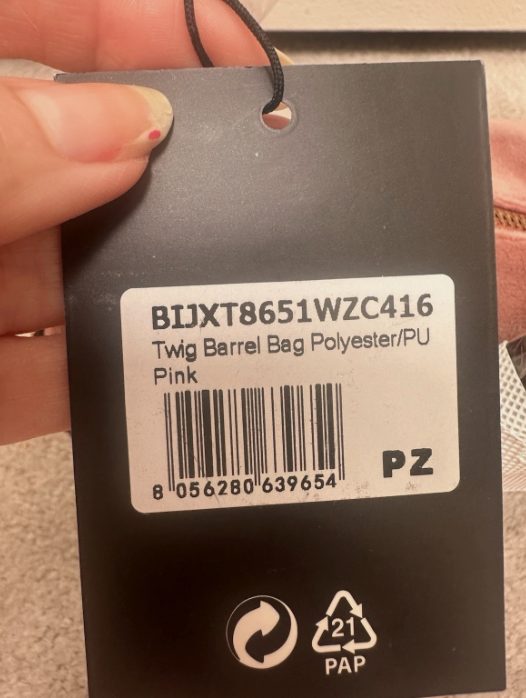 BIJXT8651WZC416
Twig Barrel Bag Polyester/PU
Pink
8 056280 639654
PZ
21
PAP